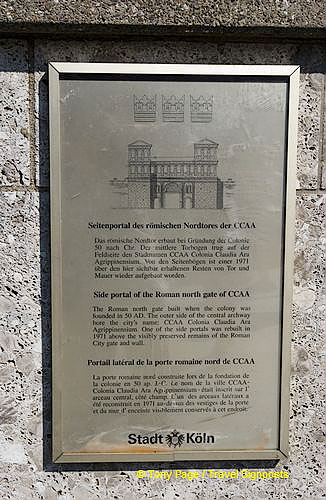 Seitenportal des römischen Nordtores der CCAA
Das römische Nordtor erbaut bei Gründung der Colonie
50 nach Chr. Der mittlere Torbogen trug auf der
Feldseite den Stadtnamen CCAA Colonia Claudia Ara
Agrippinensium. Von den Seitenbögen ist einer 1971
über den hier sichtbar erhaltenen Resten von Tor und
Mauer wieder aufgebaut worden.
Side portal of the Roman north gate of CCAA
The Roman north gate built when the colony was
founded in 50 AD. The outer side of the central archway
bore the city's name: CCAA Colonia Claudia Ara
Agrippinensium. One of the side portals was rebuilt in
1971 above the visibly preserved remains of the Roman
City gate and wall.
Portail latéral de la porte romaine nord de CCAA
La porte romaine nord construite lors de la fondation de
la colonie en 50 ap. J.-C. Le nom de la ville CCAA-
Colonia Claudia Ara Agrippinensium - était inscrit sur l'
arceau central, côté champ. L'un des arceaux latéraux a
été reconstruit en 1971 au-dessus des vestiges de la porte
et du mur d' enceinte visiblement conservés à cet endroit.
Stadt Köln
© Tony Page / Travel Signposts